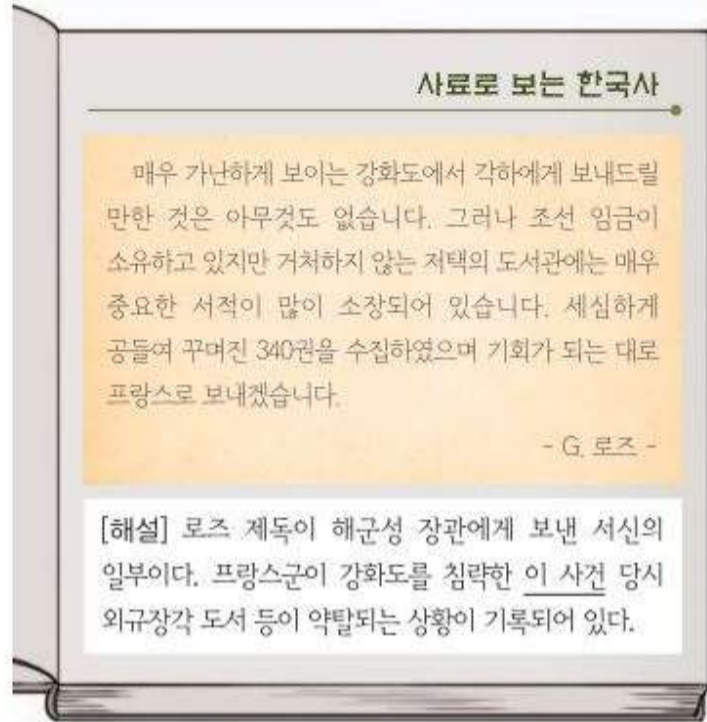 사료로 보는 한국사
매우 가난하게 보이는 강화도에서 각하에게 보내드릴
만한 것은 아무것도 없습니다. 그러나 조선 임금이
소유하고 있지만 거처하지 않는 저택의 도서관에는 매우
중요한 서적이 많이 소장되어 있습니다. 세심하게
공들여 꾸며진 340권을 수집하였으며 기회가 되는 대로
프랑스로 보내겠습니다.
- G. 로즈 -
[해설] 로즈 제독이 해군성 장관에게 보낸 서신의
일부이다. 프랑스군이 강화도를 침략한 이 사건 당시
외규장각 도서 등이 약탈되는 상황이 기록되어 있다.